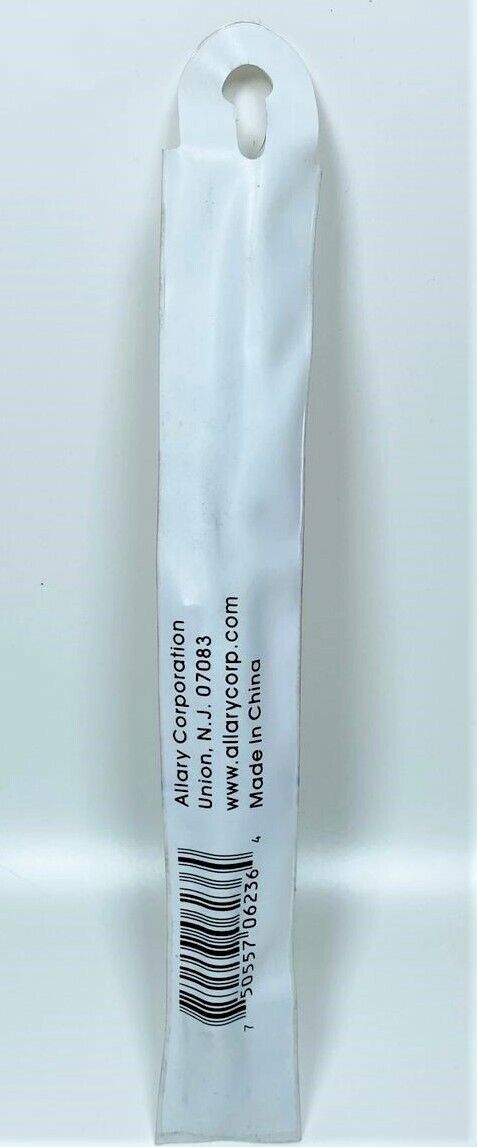 Allary Corporation
Union, N.J. 07083
www.allarycorp.com
Made In China
7 50557 06236 4